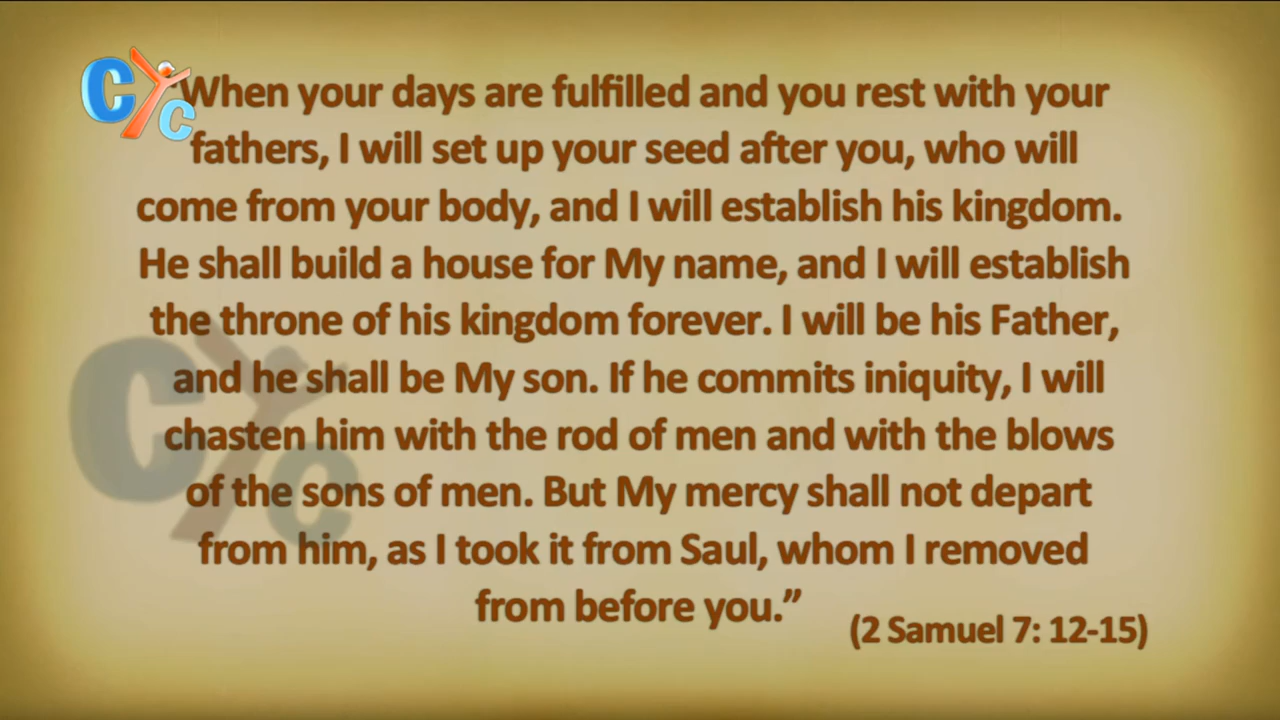 CYC
"When your days are fulfilled and you rest with your
fathers, I will set up your seed after you, who will
come from your body, and I will establish his kingdom.
He shall build a house for My name, and I will establish
the throne of his kingdom forever. I will be his Father,
and he shall be My son. If he commits iniquity, I will
chasten him with the rod of men and with the blows
of the sons of men. But My mercy shall not depart
from him, as I took it from Saul, whom I removed
from before you.”
(2 Samuel 7: 12-15)
CYC